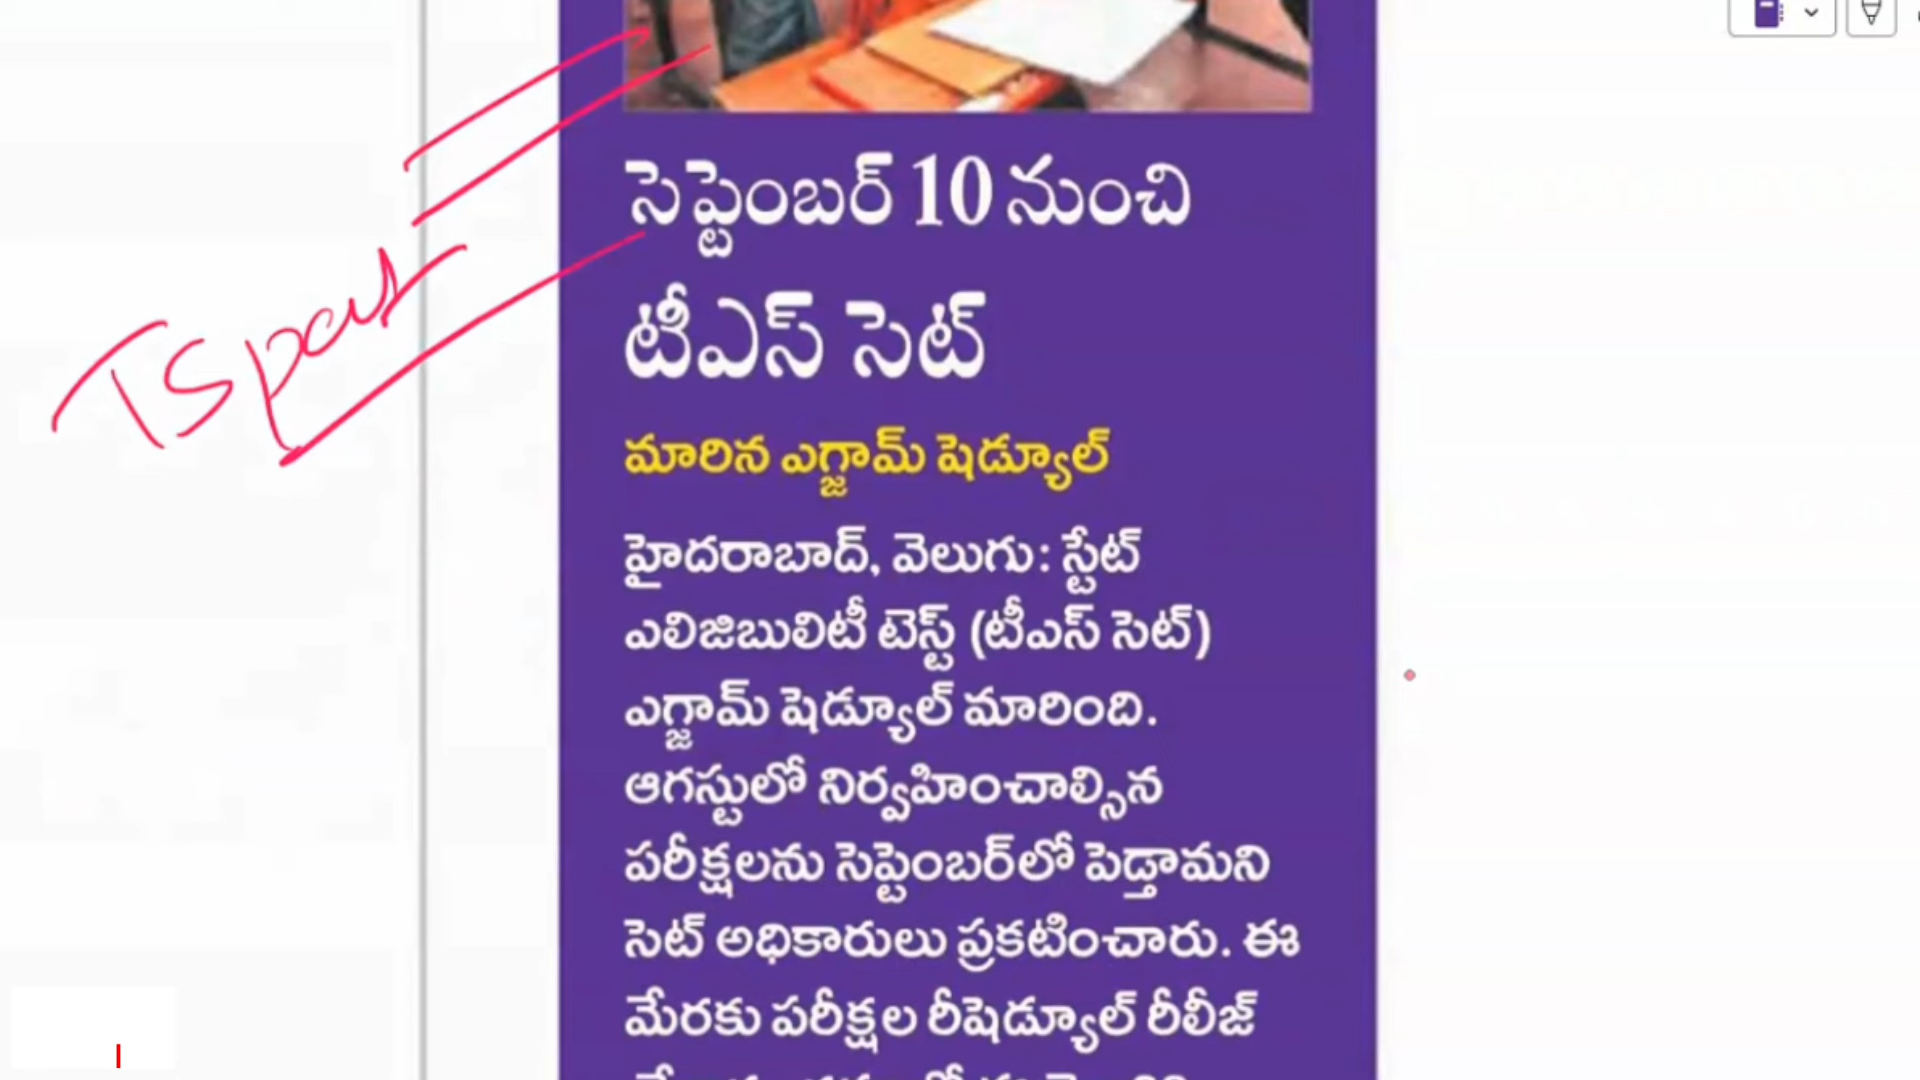 సెప్టెంబర్ 10 నుంచి
టీఎస్ సెట్
మారిన ఎగ్జామ్ షెడ్యూల్
హైదరాబాద్, వెలుగు: స్టేట్
ఎలిజిబులిటీ టెస్ట్ (టీఎస్ సెట్)
ఎగ్జామ్ షెడ్యూల్ మారింది.
ఆగస్టులో నిర్వహించాల్సిన
పరీక్షలను సెప్టెంబర్‌లో పెడ్తామని
సెట్ అధికారులు ప్రకటించారు. ఈ
మేరకు పరీక్షల రీషెడ్యూల్ రీలీజ్